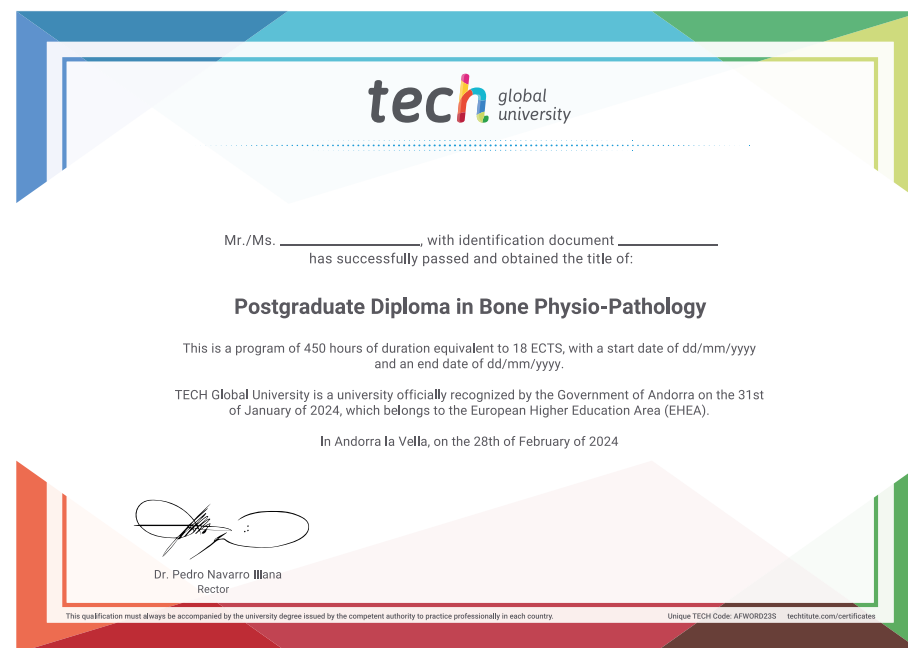 tech global
university
Mr./Ms. ____________________, with identification document ______________
has successfully passed and obtained the title of:
Postgraduate Diploma in Bone Physio-Pathology
This is a program of 450 hours of duration equivalent to 18 ECTS, with a start date of dd/mm/yyyy
and an end date of dd/mm/yyyy.
TECH Global University is a university officially recognized by the Government of Andorra on the 31st
of January of 2024, which belongs to the European Higher Education Area (EHEA).
In Andorra la Vella, on the 28th of February of 2024
Dr. Pedro Navarro Illana
Rector
This qualification must always be accompanied by the university degree issued by the competent authority to practice professionally in each country. Unique TECH Code: AFWORD23S techtitute.com/certificates